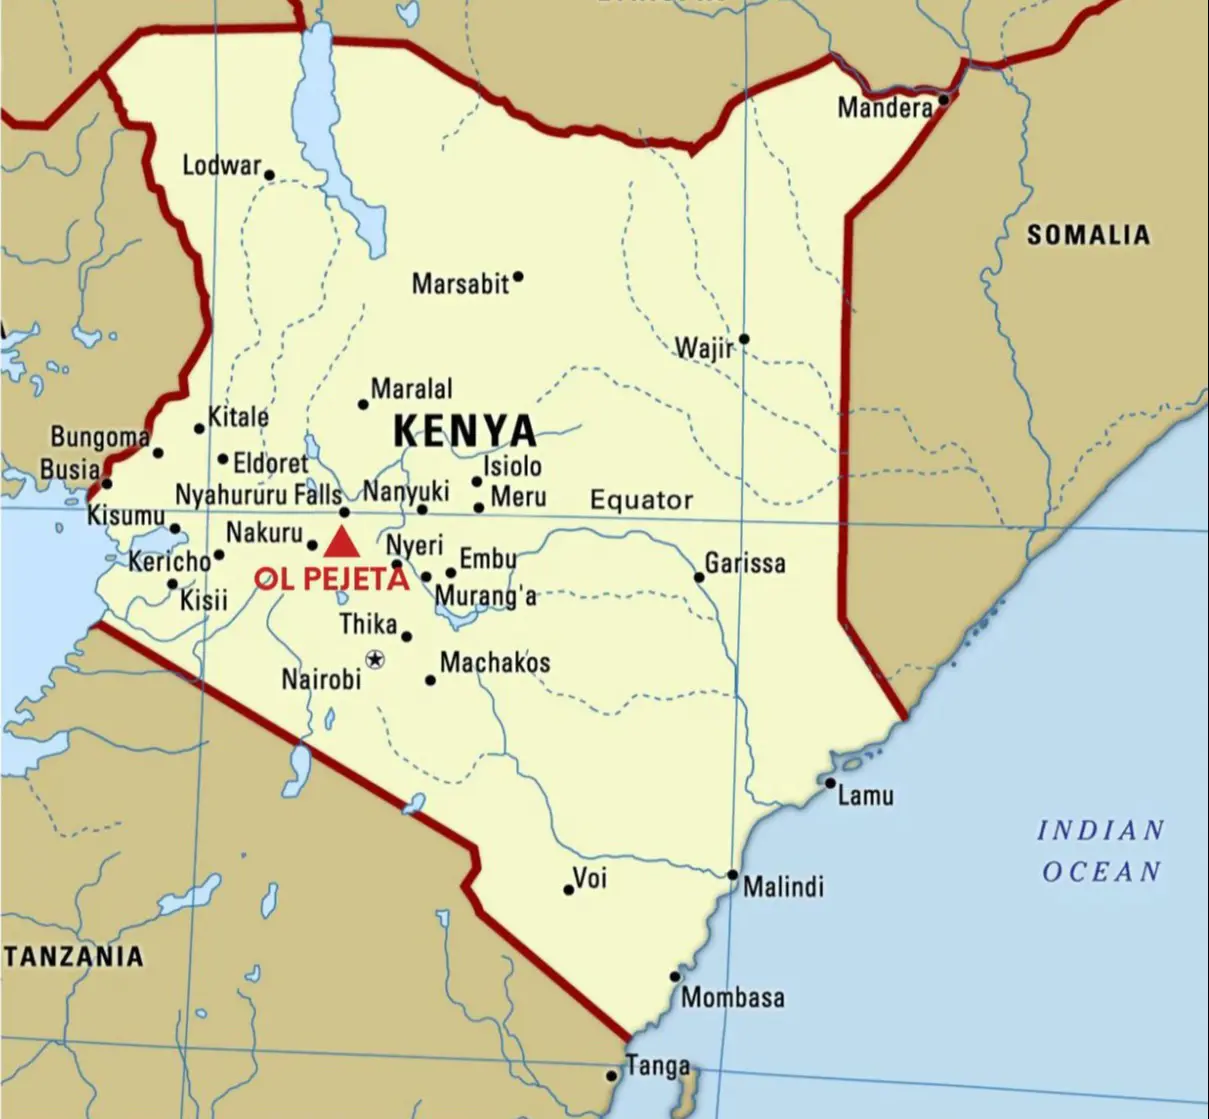 Mandera
Lodwar
SOMALIA
Marsabit
Wajir
Maralal
Kitale
KENYA
Bungoma
Busia
Eldoret
Isiolo
Nyahururu Falls
Nanyuki
Meru
Equator
Kisumu
Nakuru
Nyeri
Kericho
Embu
Garissa
OL PEJETA
Kisii
Murang'a
Thika
Machakos
Nairobi
Lamu
INDIAN
OCEAN
Voi
Malindi
TANZANIA
Mombasa
Tanga